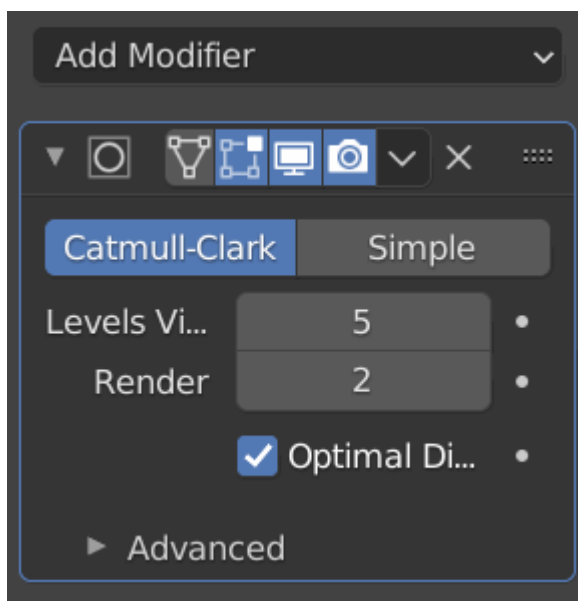 Add Modifier
Catmull-Clark Simple
Levels Vi... 5
Render 2
Optimal Di...
Advanced